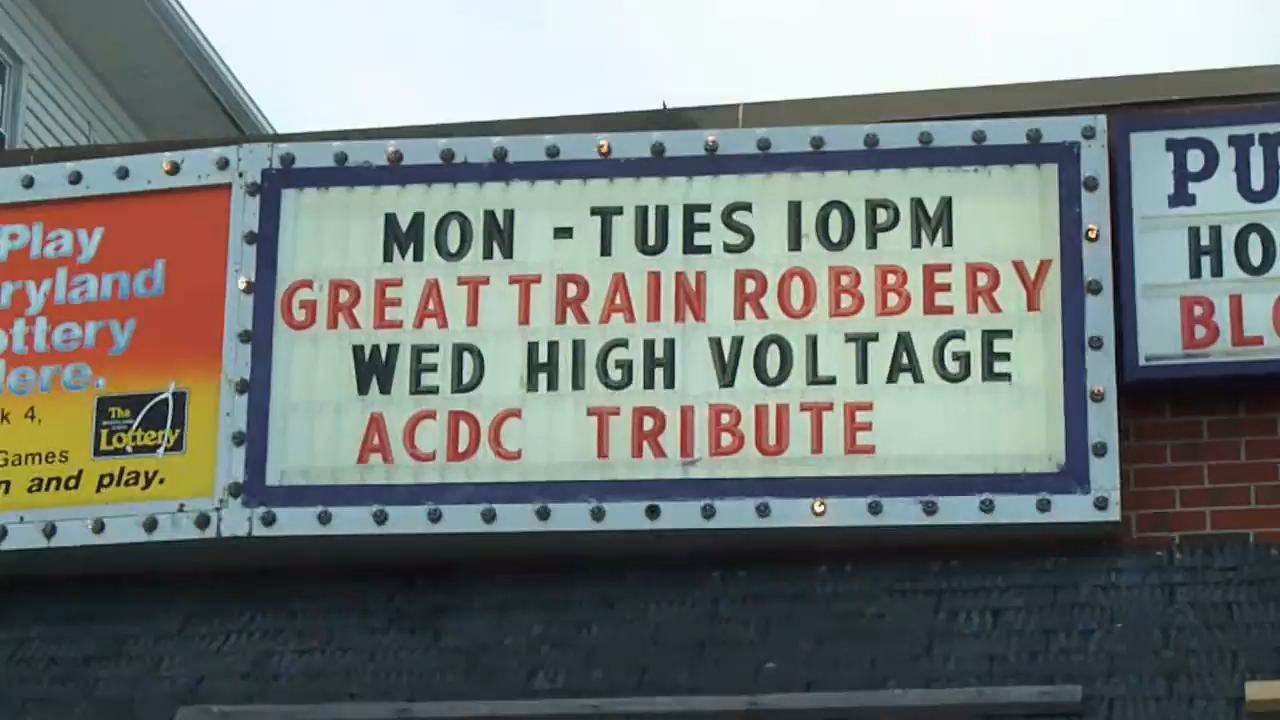 Play
ryland
ottery
ere.
k 4,
Games
n and play.
The
Lottery
MON - TUES 10PM
GREAT TRAIN ROBBERY
WED HIGH VOLTAGE
ACDC TRIBUTE
PU
HO
BLO